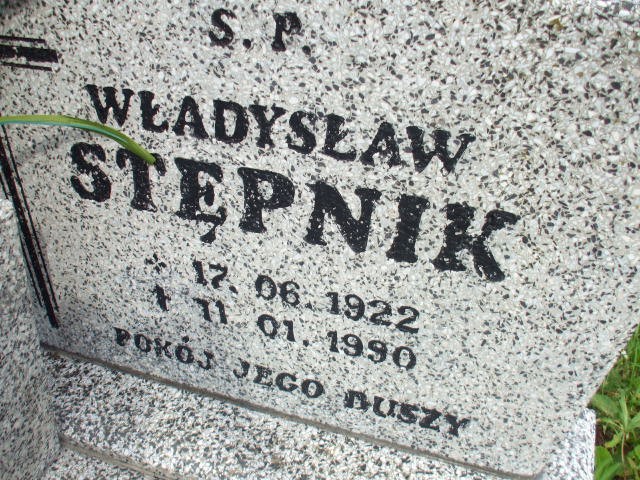 S. P.
WŁADYSŁAW
STĘPNIK
* 17. 06. 1922
† 11 01. 1990
POKÓJ JEGO DUSZY